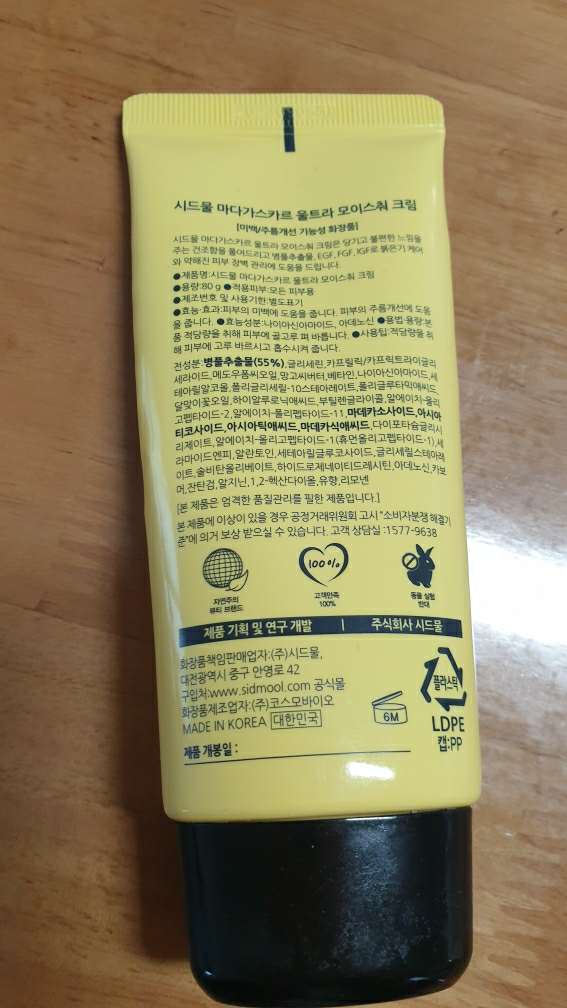 시드물 마다가스카르 울트라 모이스춰 크림
[미백/주름개선 기능성 화장품]
시드물 마다가스카르 울트라 모이스춰 크림은 당기고 불편한 느낌을
주는 건조함을 풀어드리고 병풀추출물, EGF, FGF, IGF로 붉은기 케어
와 약해진 피부 장벽 관리에 도움을 드립니다.
●제품명:시드물 마다가스카르 울트라 모이스춰 크림
●용량:80 g ●적용피부:모든 피부용
●제조번호 및 사용기한:별도표기
●효능·효과:피부의 미백에 도움을 준다. 피부의 주름개선에 도움
을 준다. ●효능성분:나이아신아마이드, 아데노신 ●용법·용량:본
품 적당량을 취해 피부에 골고루 펴 바릅니다. ●사용팁:적당량을 취
해 피부에 고루 바르시고 흡수시켜 줍니다.
전성분:병풀추출물(55%),글리세린,카프릴릭/카프릭트라이글리
세라이드,메도우폼씨오일,망고씨버터,베타인,나이아신아마이드,세
테아릴알코올,폴리글리세릴-10스테아레이트,폴리글루타믹애씨드,
달맞이꽃오일,하이알루로닉애씨드,부틸렌글라이콜,알에이치-올리
고펩타이드-2,알에이치-폴리펩타이드-11,마데카소사이드,아시아
티코사이드,아시아틱애씨드,마데카식애씨드,다이포타슘글리시
리제이트,알에이치-올리고펩타이드-1(휴먼올리고펩타이드-1),세
라마이드엔피,알란토인,세테아릴글루코사이드,글리세릴스테아레
이트,솔비탄올리베이트,하이드로제네이티드레시틴,아데노신,카보
머,잔탄검,알지닌,1,2-헥산다이올,유향,리모넨
[본 제품은 엄격한 품질관리를 필한 제품입니다.]
본 제품에 이상이 있을 경우 공정거래위원회 고시 "소비자분쟁 해결기
준"에 의거 보상 받으실 수 있습니다. 고객 상담실 :1577-9638
100%
자연주의
뷰티 브랜드
고객만족
100%
동물 실험
반대
제품 기획 및 연구 개발 | 주식회사 시드물
화장품책임판매업자:(주)시드물,
대전광역시 중구 안영로 42
구입처:www.sidmool.com 공식몰
화장품제조업자:(주)코스모바이오
MADE IN KOREA 대한민국
6M
플라스틱
LDPE
캡:PP
제품 개봉일 :